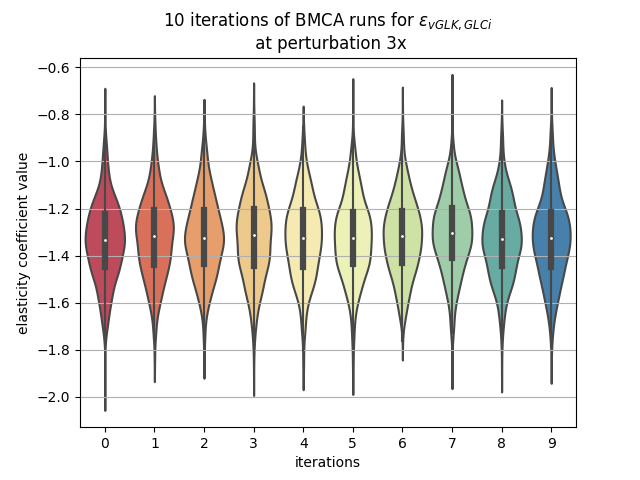 10 iterations of BMCA runs for ε_{vGLK, GLCi}
at perturbation 3x
elasticity coefficient value
−0.6
−0.8
−1.0
−1.2
−1.4
−1.6
−1.8
−2.0
0 1 2 3 4 5 6 7 8 9
iterations